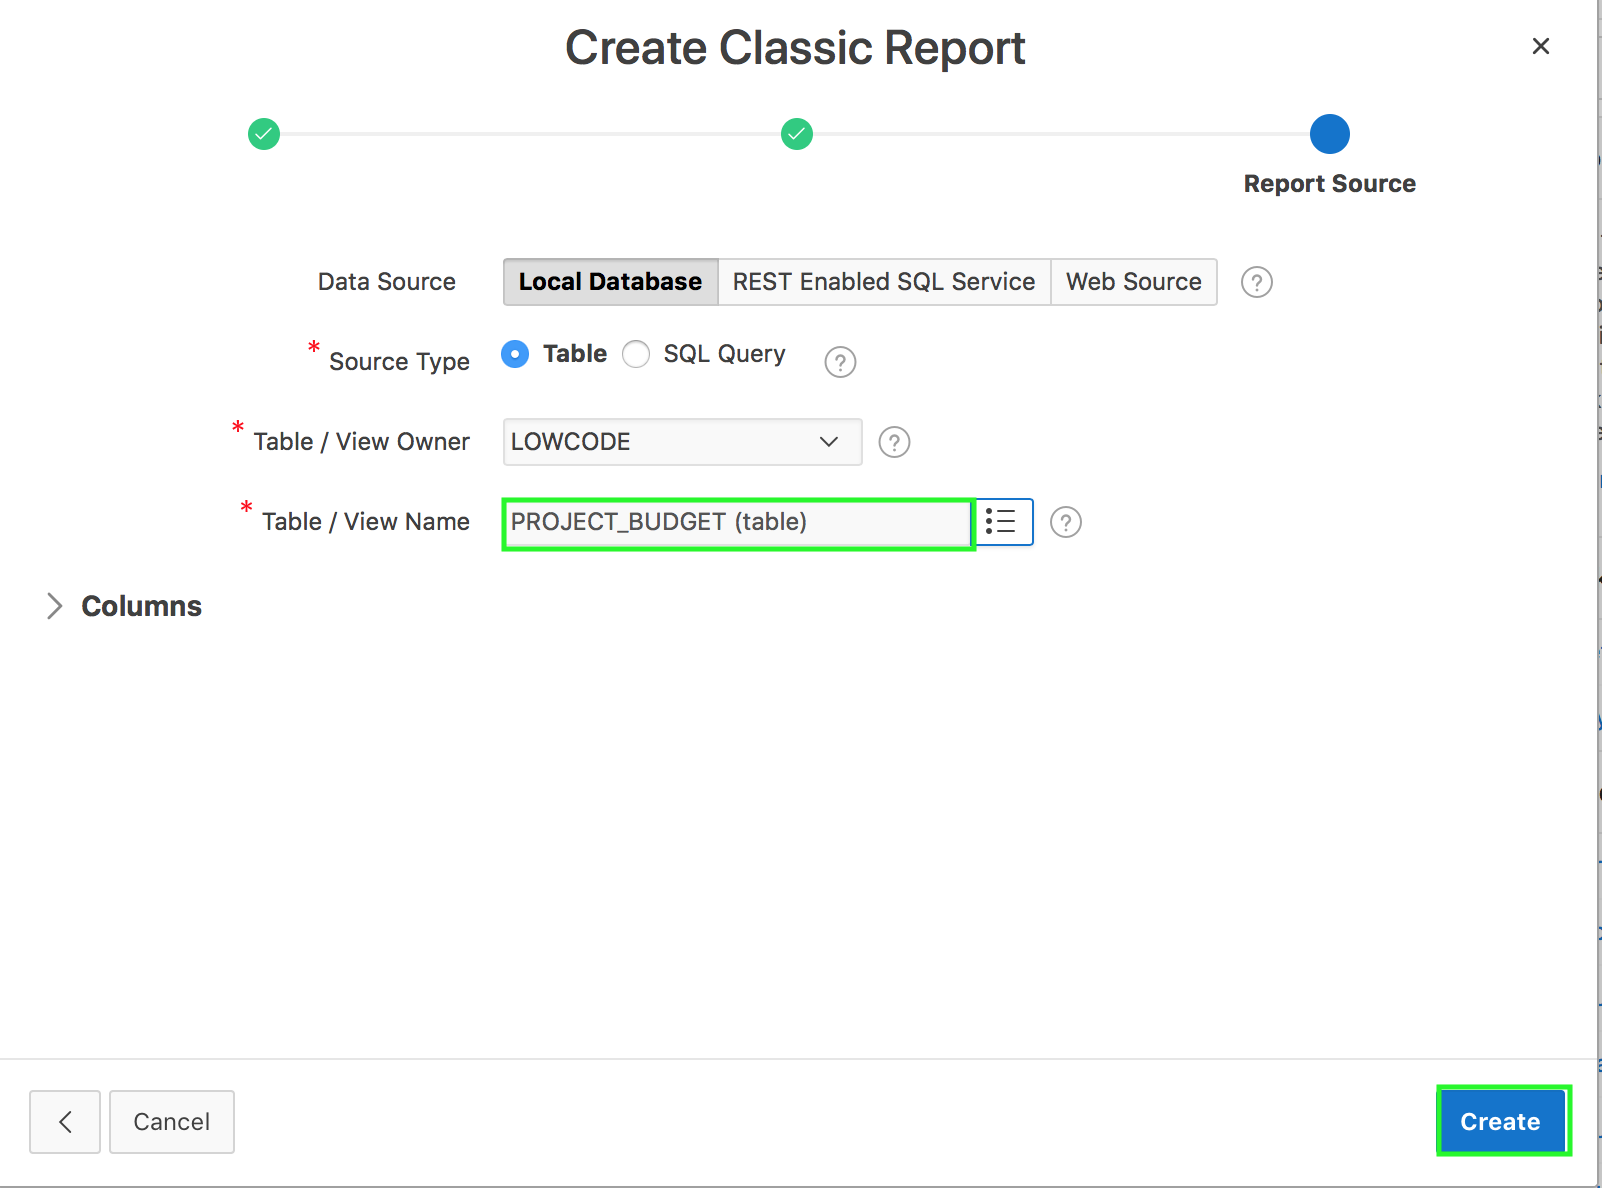 Create Classic Report
Report Source
Data Source Local Database REST Enabled SQL Service Web Source ?
* Source Type Table SQL Query ?
* Table / View Owner LOWCODE ?
* Table / View Name PROJECT_BUDGET (table) ?
Columns
Cancel Create